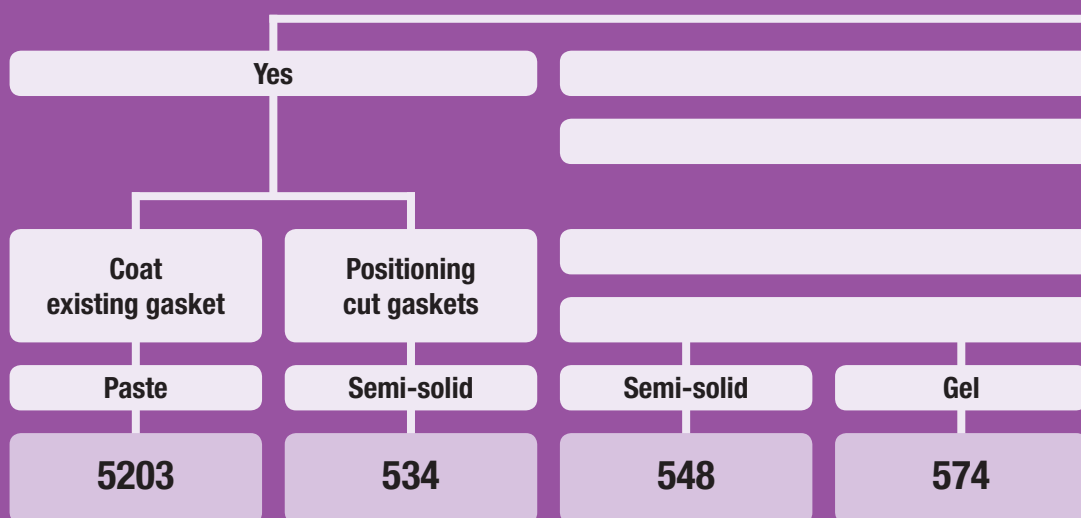 Yes
Coat
existing gasket
Positioning
cut gaskets
Paste
Semi-solid
Semi-solid
Gel
5203
534
548
574